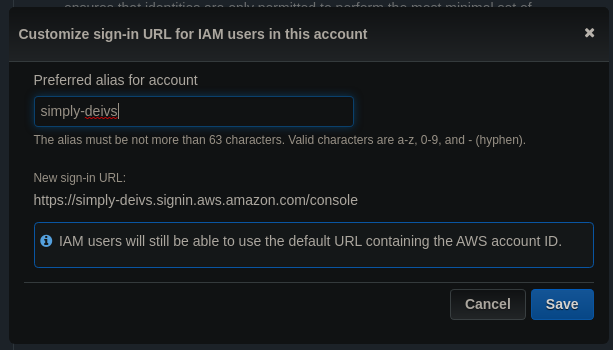 ensures that identities are only permitted to perform the most minimal set of
Customize sign-in URL for IAM users in this account
Preferred alias for account
simply-deivs
The alias must be not more than 63 characters. Valid characters are a-z, 0-9, and - (hyphen).
New sign-in URL:
https://simply-deivs.signin.aws.amazon.com/console
IAM users will still be able to use the default URL containing the AWS account ID.
Cancel Save